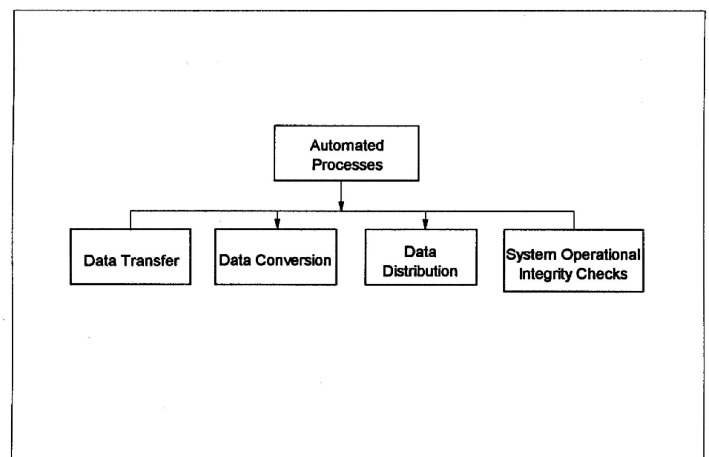 Automated
Processes
Data Transfer
Data Conversion
Data
Distribution
System Operational
Integrity Checks